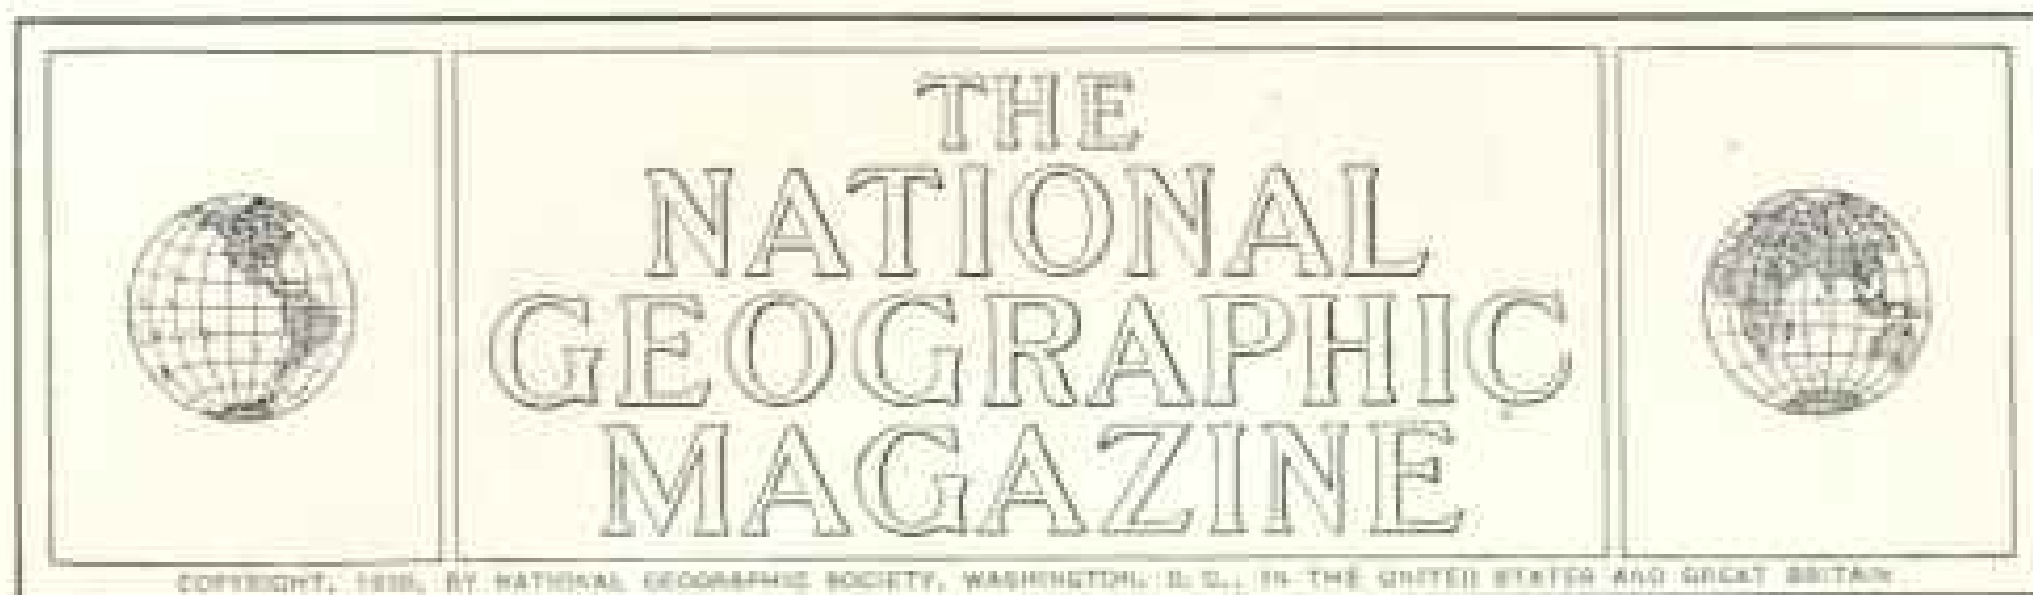 THE
NATIONAL
GEOGRAPHIC
MAGAZINE
COPYRIGHT, BY NATIONAL GEOGRAPHIC SOCIETY, WASHINGTON, D. C., IN THE UNITED STATES AND GREAT BRITAIN